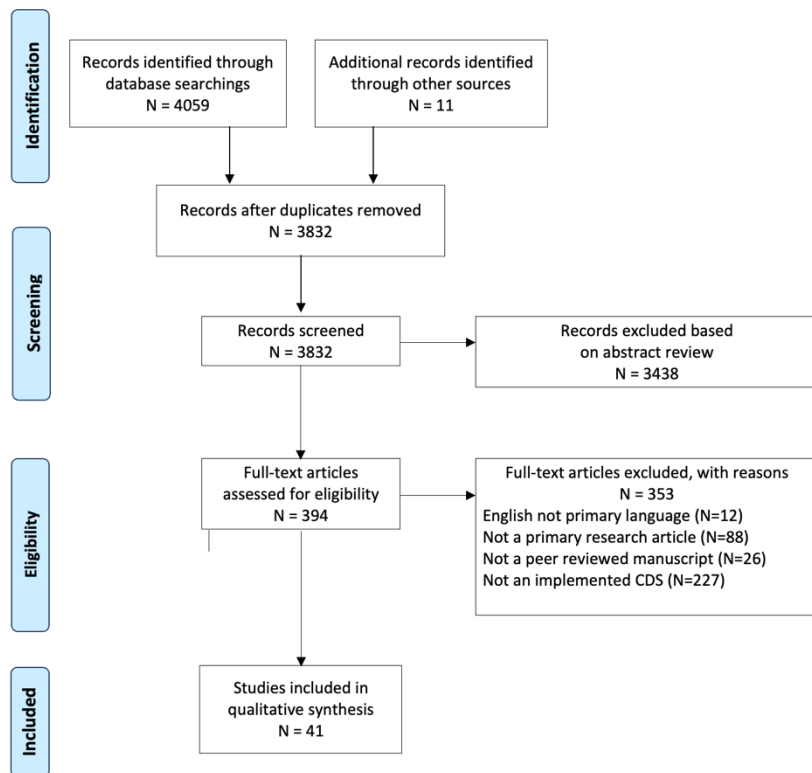 Identification
Records identified through
database searchings
N = 4059
Additional records identified
through other sources
N = 11
Records after duplicates removed
N = 3832
Screening
Records screened
N = 3832
Records excluded based
on abstract review
N = 3438
Eligibility
Full-text articles
assessed for eligibility
N = 394
Full-text articles excluded, with reasons
N = 353
English not primary language (N=12)
Not a primary research article (N=88)
Not a peer reviewed manuscript (N=26)
Not an implemented CDS (N=227)
Included
Studies included in
qualitative synthesis
N = 41